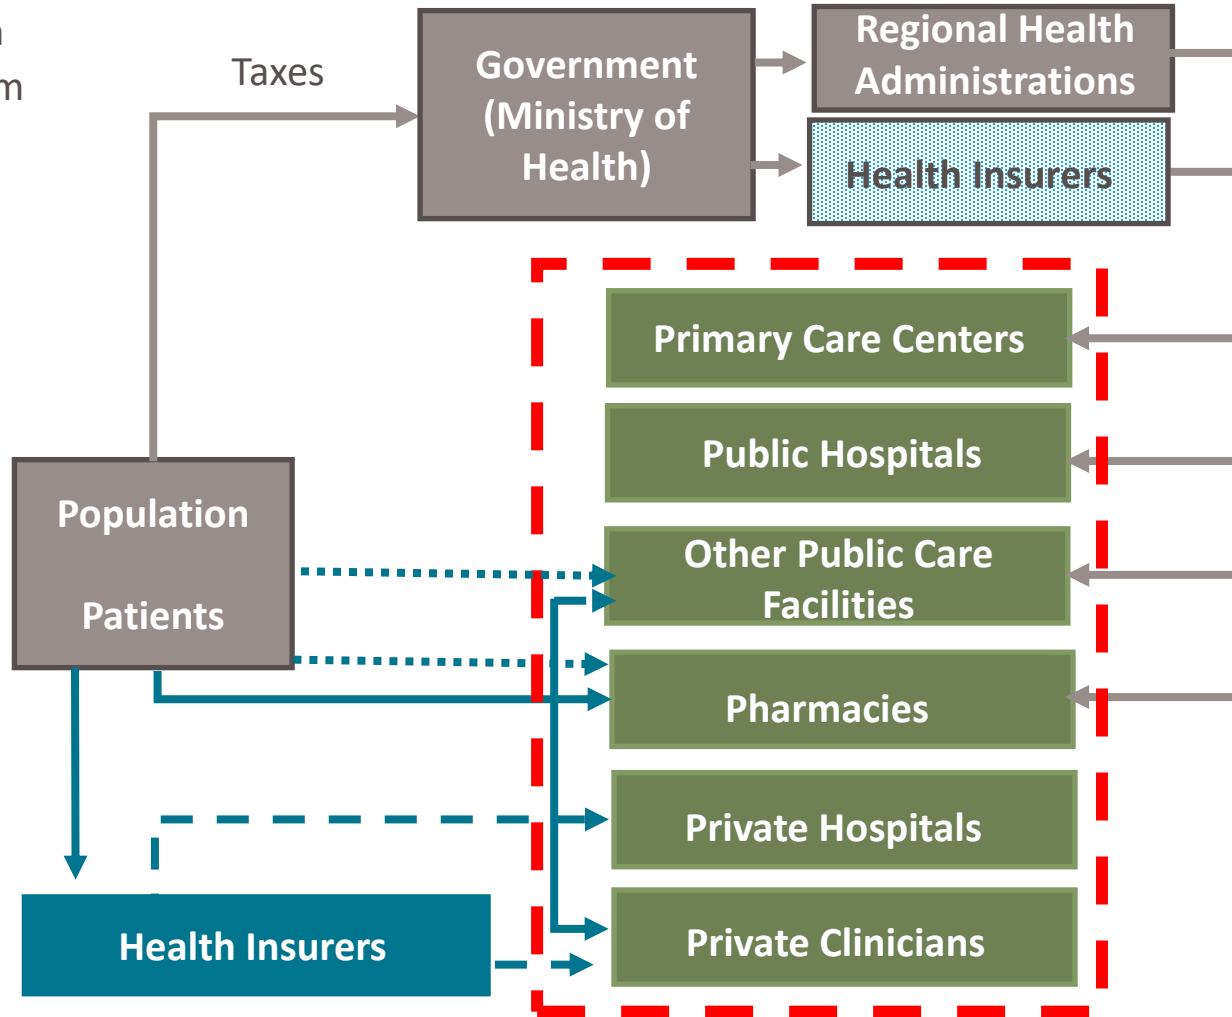 Taxes
Government
(Ministry of
Health)
Regional Health
Administrations
Health Insurers
Primary Care Centers
Public Hospitals
Other Public Care
Facilities
Pharmacies
Private Hospitals
Private Clinicians
Population
Patients
Health Insurers